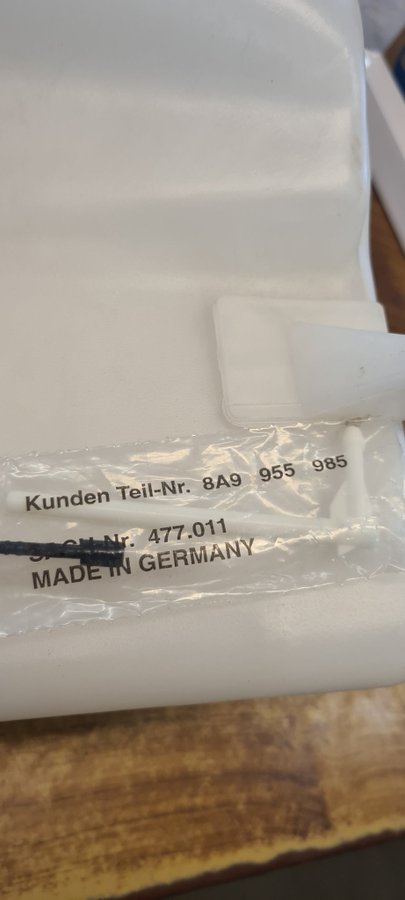 Kunden Teil-Nr. 8A9 955 985
Nr. 477.011
MADE IN GERMANY